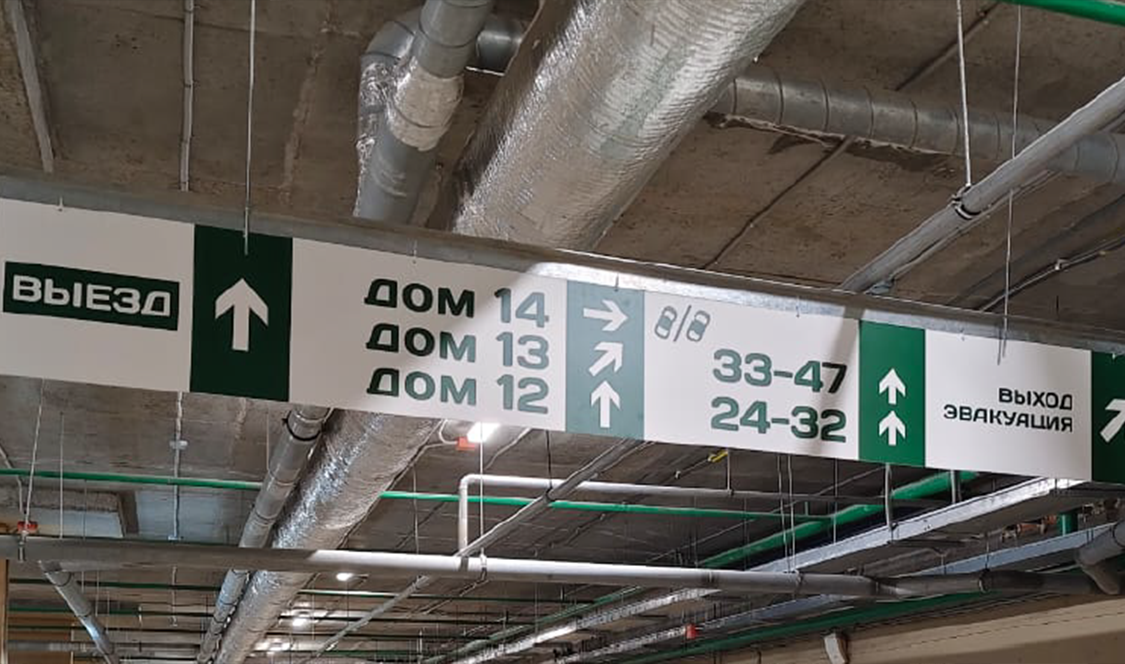 ВЫЕЗД
ДОМ 14
ДОМ 13
ДОМ 12
33-47
24-32
ВЫХОД
ЭВАКУАЦИЯ